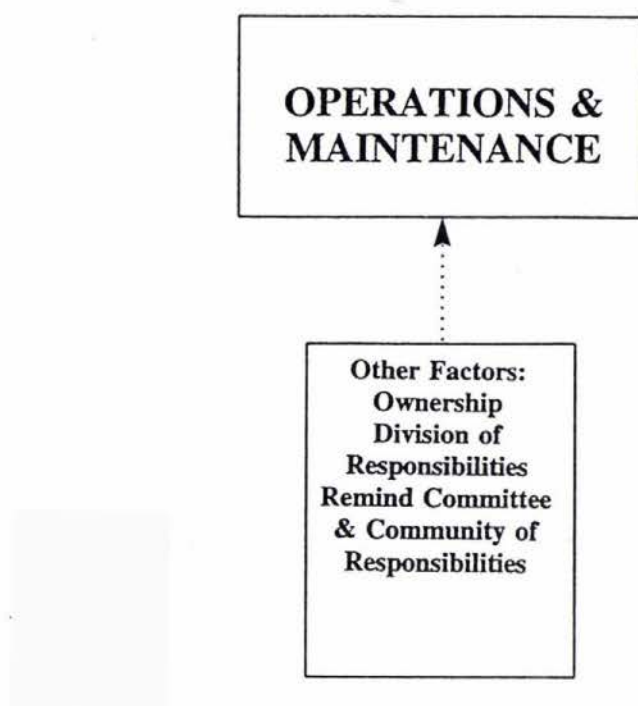 OPERATIONS &
MAINTENANCE
Other Factors:
Ownership
Division of
Responsibilities
Remind Committee
& Community of
Responsibilities